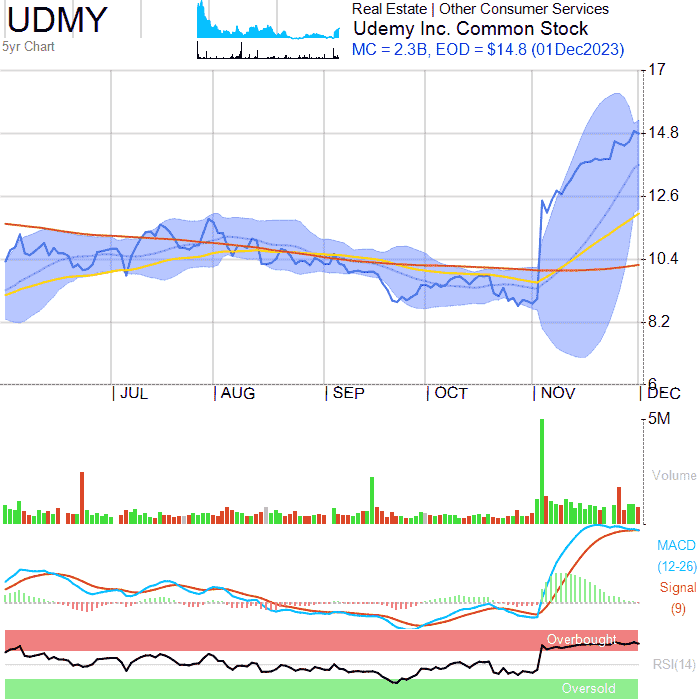 UDMY
5yr Chart
Real Estate | Other Consumer Services
Udemy Inc. Common Stock
MC = 2.3B, EOD = $14.8 (01Dec2023)
17
14.8
12.6
10.4
8.2
6
JUL
AUG
SEP
OCT
NOV
DEC
5M
Volume
MACD
(12-26)
Signal
(9)
Overbought
RSI(14)
Oversold